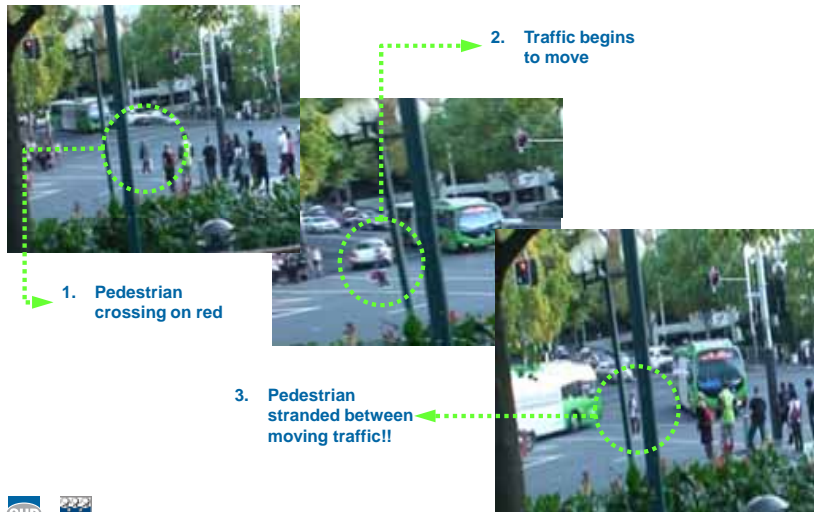 2. Traffic begins
to move
1. Pedestrian
crossing on red
3. Pedestrian
stranded between
moving traffic!!